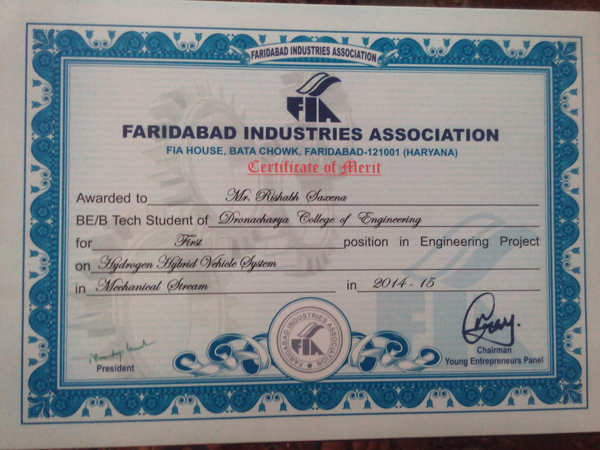 FARIDABAD INDUSTRIES ASSOCIATION
FIA
FARIDABAD INDUSTRIES ASSOCIATION
FIA HOUSE, BATA CHOWK, FARIDABAD-121001 (HARYANA)
Certificate of Merit
Awarded to Mr. Rishabh Saxena
BE/B Tech Student of Dronacharya College of Engineering
for First position in Engineering Project
on Hydrogen Hybrid Vehicle System
in Mechanical Stream in 2014-15
FARIDABAD INDUSTRIES ASSOCIATION
FIA
President
Chairman
Young Entrepreneurs Panel